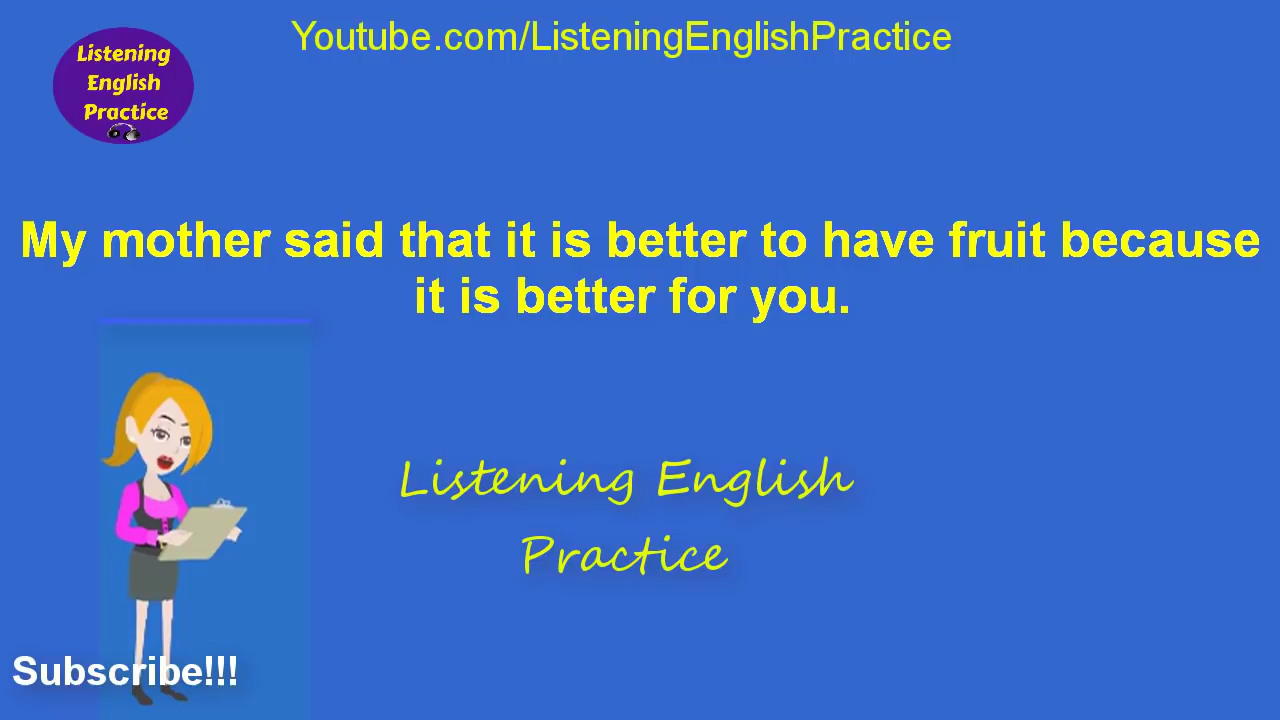 Youtube.com/ListeningEnglishPractice
Listening
English
Practice
My mother said that it is better to have fruit because
it is better for you.
Listening English
Practice
Subscribe!!!